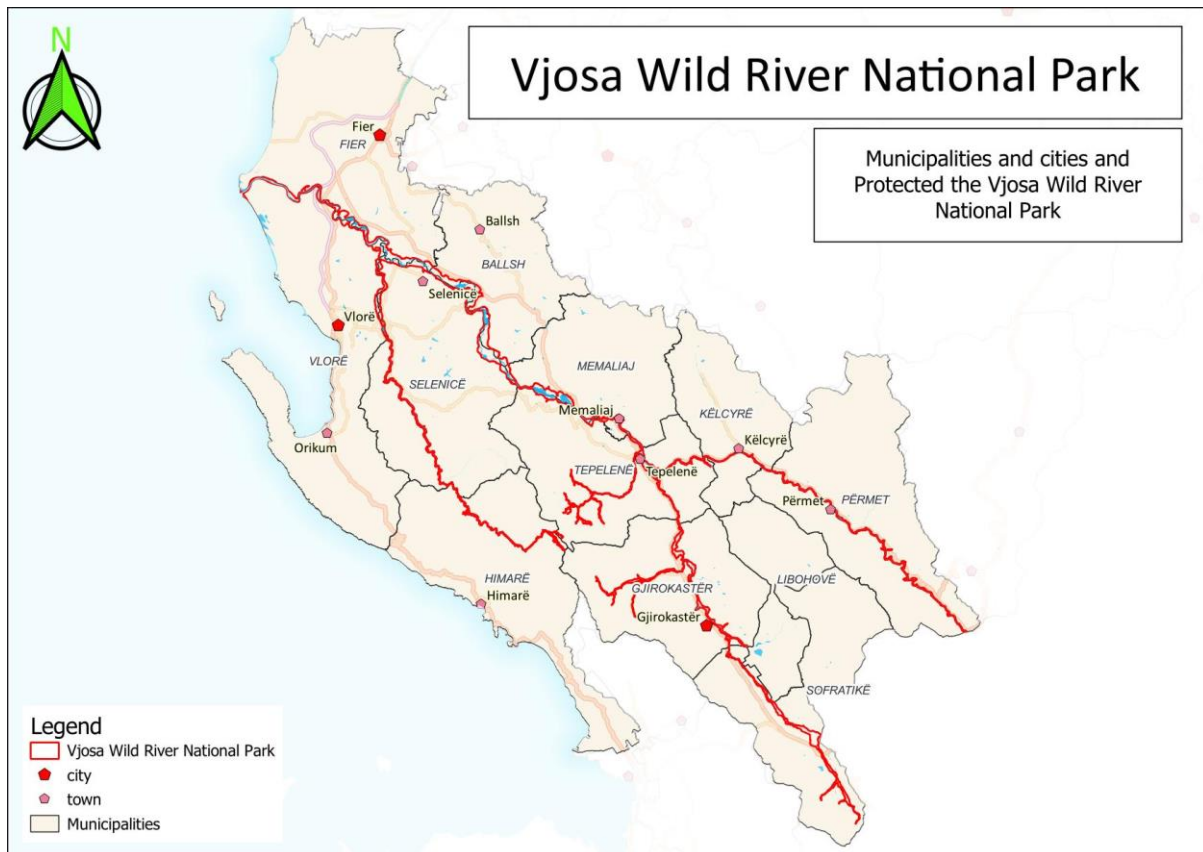 N
Vjosa Wild River National Park
Municipalities and cities and
Protected the Vjosa Wild River
National Park
Fier
FIER
Ballsh
BALLSH
Selenicë
Vlorë
VLORË
SELENICË
MEMALIAJ
Memaliaj
KËLCYRË
Këlcyrë
Orikum
TEPELENË
Tepelenë
Përmet
PËRMET
HIMARË
Himarë
GJIROKASTËR
LIBOHOVË
Gjirokastër
SOFRATIKË
Legend
Vjosa Wild River National Park
city
town
Municipalities